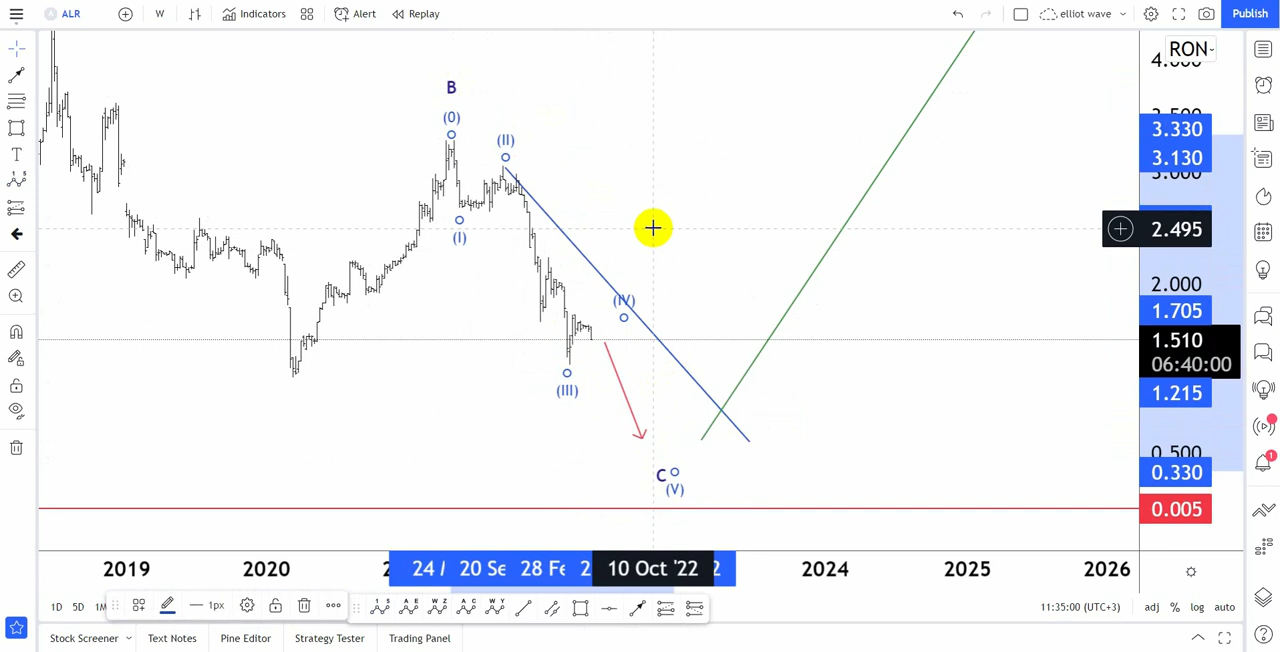 ALR
W
Indicators
Alert
Replay
elliot wave
Publish
RON
B
(0)
(II)
(I)
(IV)
(III)
C
(V)
3.330
3.130
2.495
2.000
1.705
1.510
06:40:00
1.215
0.500
0.330
0.005
2019
2020
20 Se
28 Fe
10 Oct '22
2024
2025
2026
1D
5D
1M
1px
11:35:00 (UTC+3)
adj
%
log
auto
Stock Screener
Text Notes
Pine Editor
Strategy Tester
Trading Panel